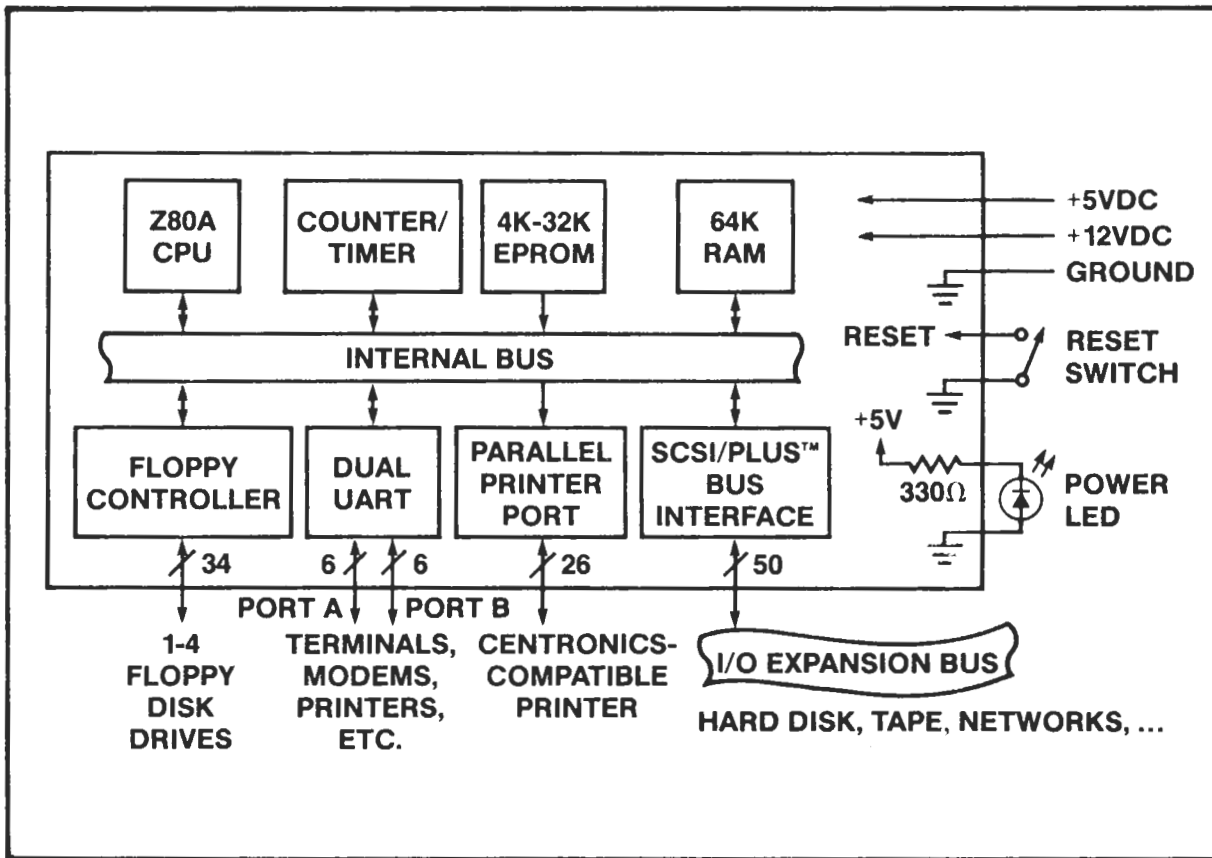 Z80A
CPU
COUNTER/
TIMER
4K-32K
EPROM
64K
RAM
+5VDC
+12VDC
GROUND
INTERNAL BUS
RESET
RESET
SWITCH
+5V
330Ω
POWER
LED
FLOPPY
CONTROLLER
DUAL
UART
PARALLEL
PRINTER
PORT
SCSI/PLUS™
BUS
INTERFACE
34
6
6
26
50
PORT A
PORT B
1-4
FLOPPY
DISK
DRIVES
TERMINALS,
MODEMS,
PRINTERS,
ETC.
CENTRONICS-
COMPATIBLE
PRINTER
I/O EXPANSION BUS
HARD DISK, TAPE, NETWORKS, ...